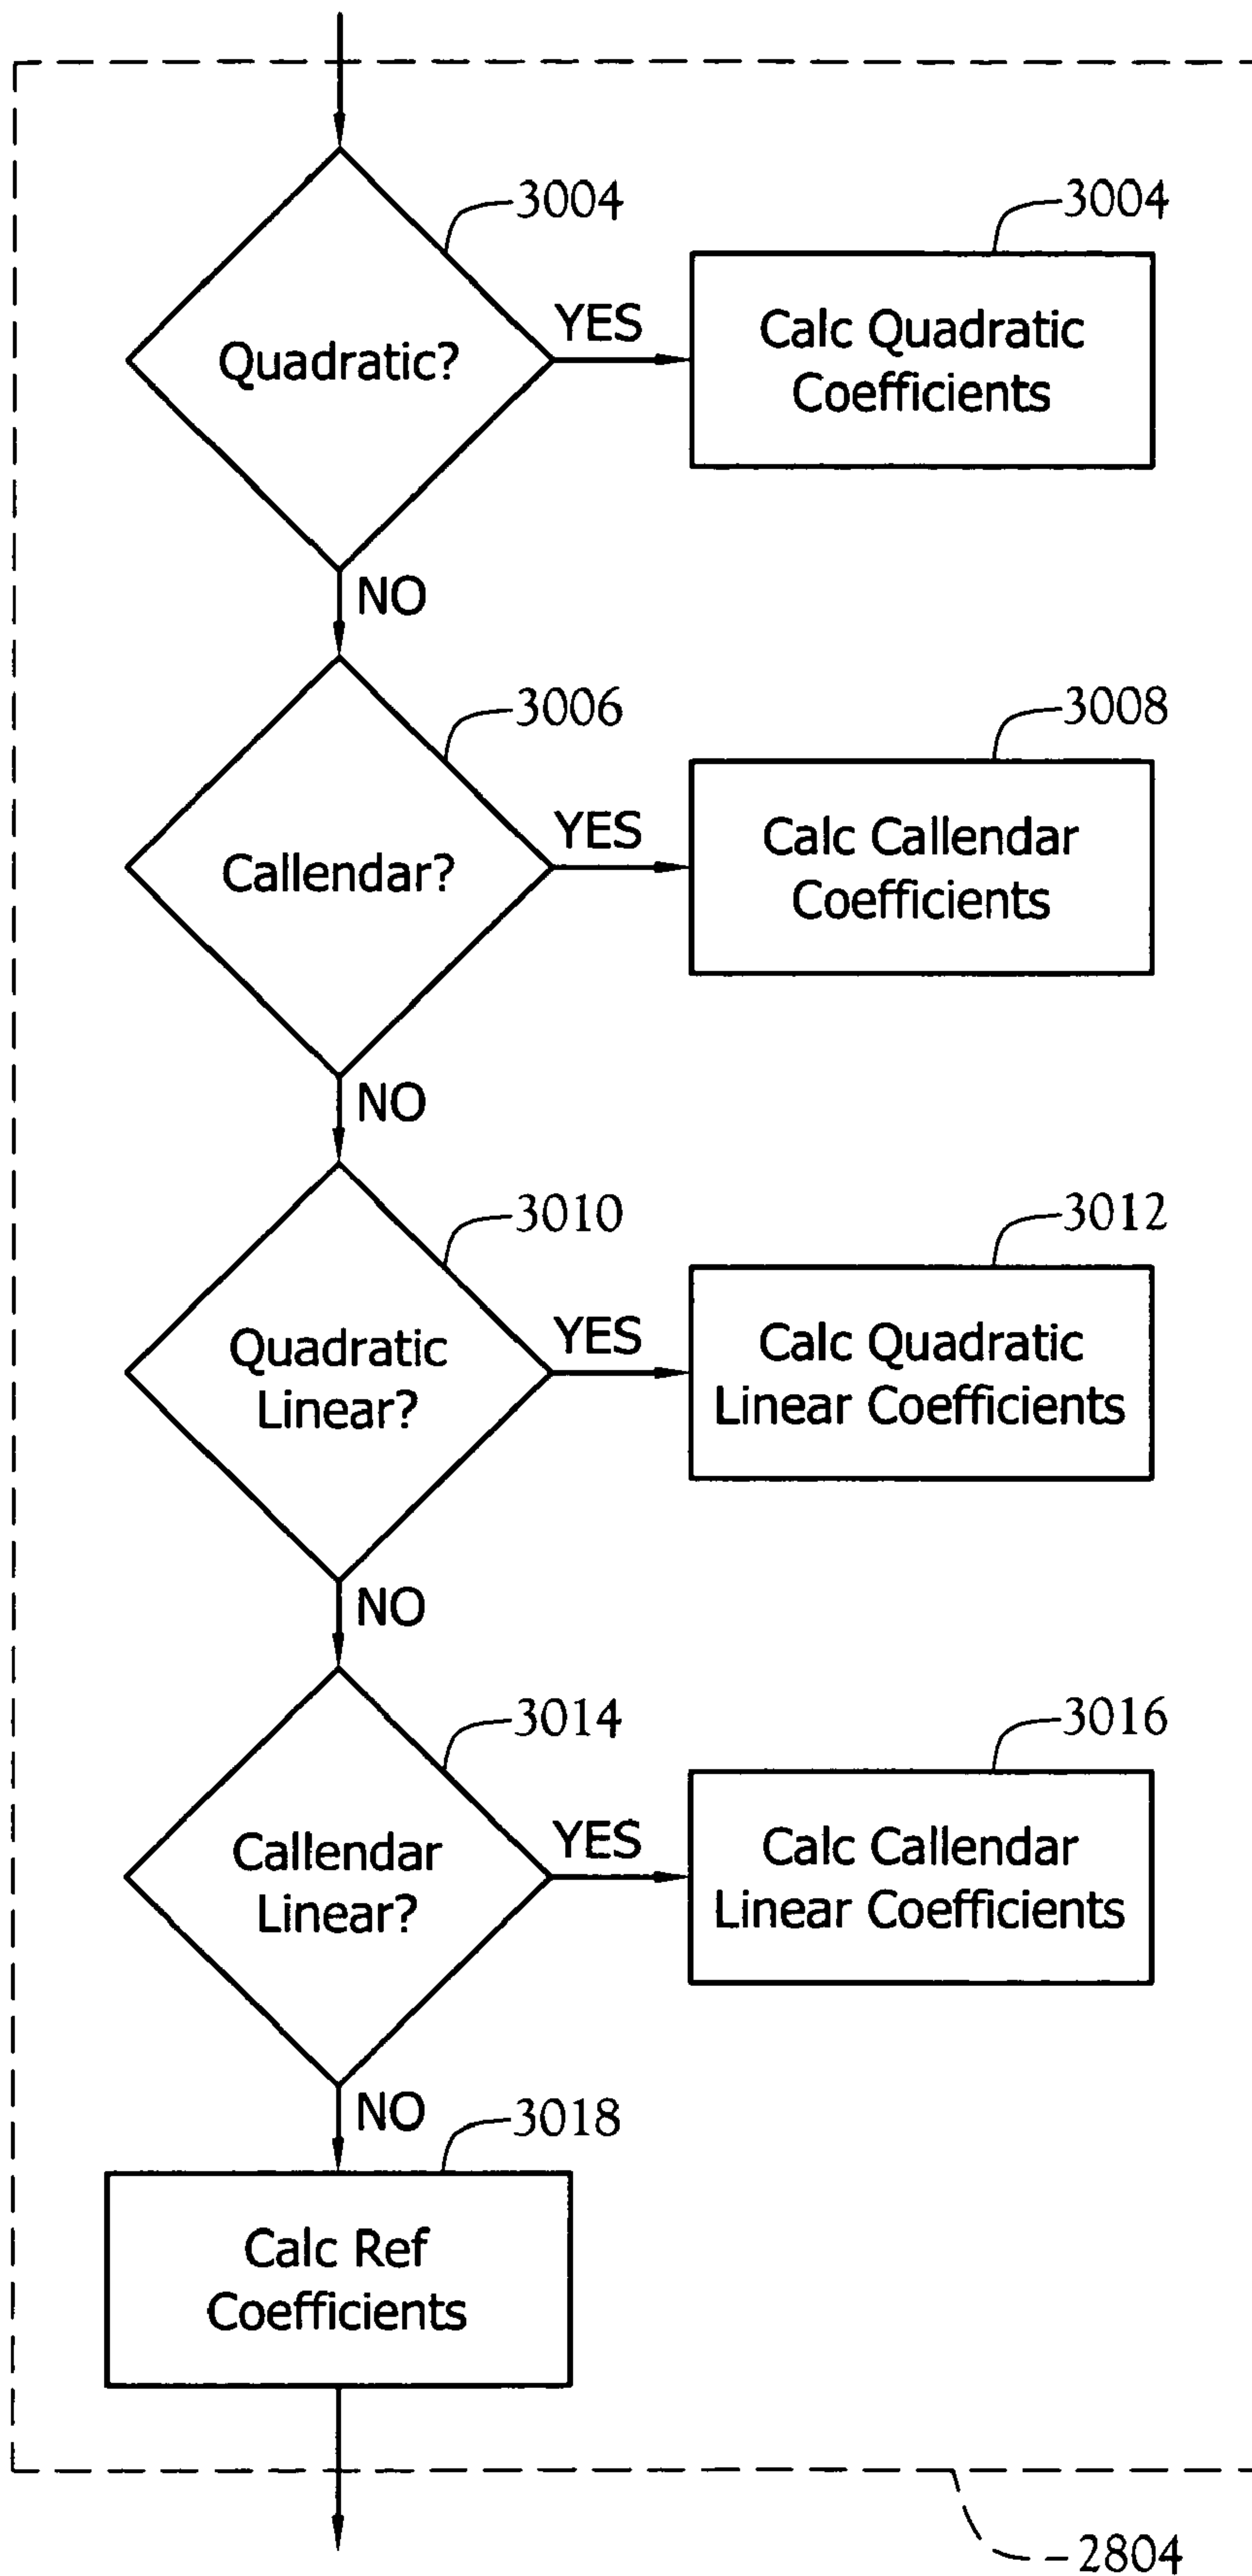 3004
3004
Quadratic?
YES
Calc Quadratic
Coefficients
NO
3006
3008
Callendar?
YES
Calc Callendar
Coefficients
NO
3010
3012
Quadratic
Linear?
YES
Calc Quadratic
Linear Coefficients
NO
3014
3016
Callendar
Linear?
YES
Calc Callendar
Linear Coefficients
NO
3018
Calc Ref
Coefficients
2804